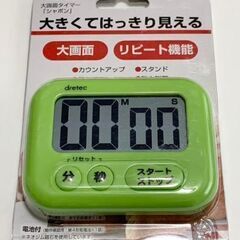 大画面タイマー
「シャボン」
大きくてはっきり見える
大画面
リピート機能
●カウントアップ
●スタンド
dretec
M
S
00 00
リセット
分
秒
スタート
ストップ
電池付